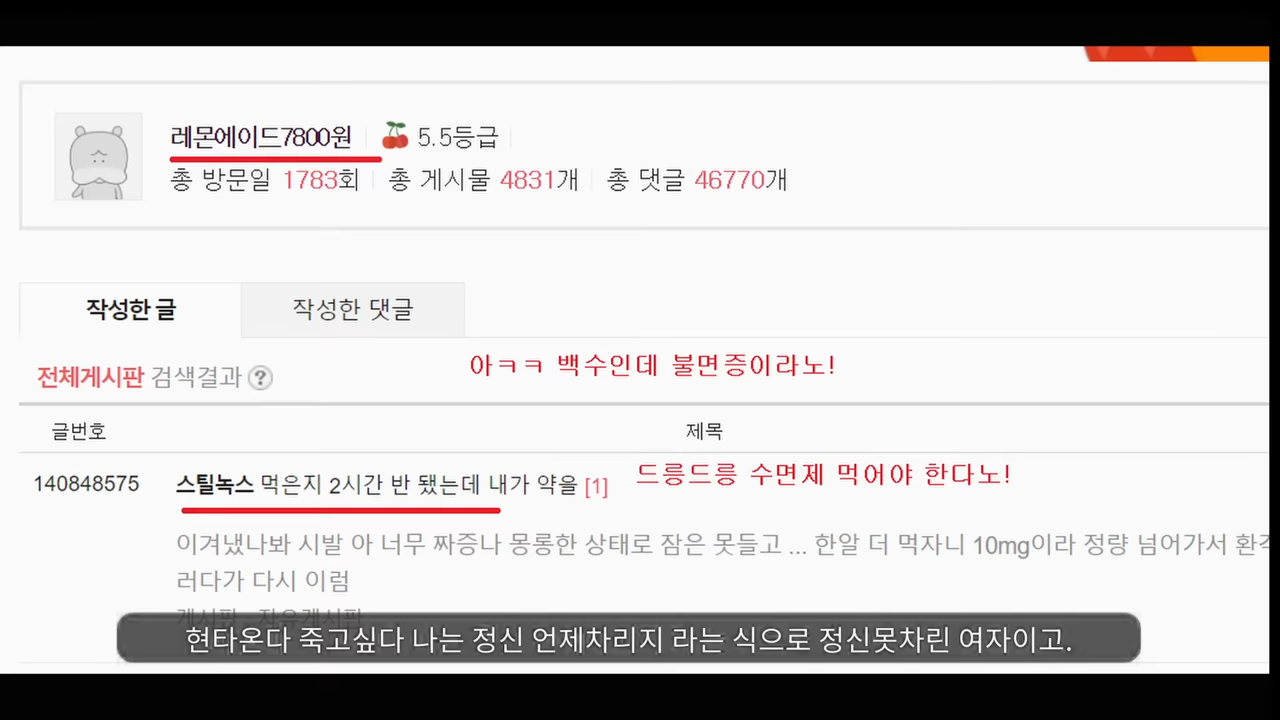 레몬에이드7800원 5.5등급
총 방문일 1783회 총 게시물 4831개 총 댓글 46770개
작성한 글 작성한 댓글
아ㅋㅋ 백수인데 불면증이라노!
전체게시판 검색결과 ?
글번호 제목
140848575 스틸녹스 먹은지 2시간 반 됐는데 내가 약을 [1] 드릉드릉 수면제 먹어야 한다노!
이겨냈나봐 시발 아 너무 짜증나 몽롱한 상태로 잠은 못들고 ... 한알 더 먹자니 10mg이라 정량 넘어가서 환각
러다가 다시 이럼
게시판 : 자유게시판
현타온다 죽고싶다 나는 정신 언제차리지 라는 식으로 정신못차린 여자이고.